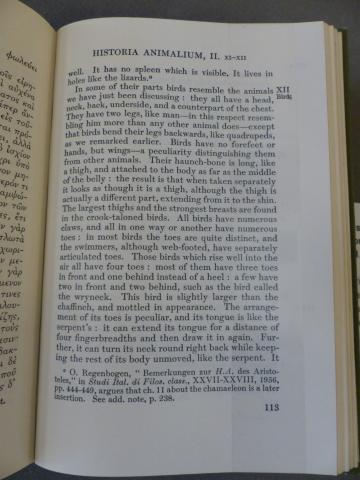 HISTORIA ANIMALIUM, II. XI-XII
well. It has no spleen which is visible. It lives in
holes like the lizards.ᵃ
In some of their parts birds resemble the animals XII
we have just been discussing : they all have a head, Birds
neck, back, underside, and a counterpart of the chest.
They have two legs, like man—in this respect resem-
bling him more than any other animal does—except
that birds bend their legs backwards, like quadrupeds,
as we remarked earlier. Birds have no forefeet or
hands, but wings—a peculiarity distinguishing them
from other animals. Their haunch-bone is long, like
a thigh, and attached to the body as far as the middle
of the belly : the result is that when taken separately
it looks as though it is a thigh, although the thigh is
actually a different part, extending from it to the shin.
The largest thighs and the strongest breasts are found
in the crook-taloned birds. All birds have numerous
claws, and all in one way or another have numerous
toes : in most birds the toes are quite distinct, and
the swimmers, although web-footed, have separately
articulated toes. Those birds which rise well into the
air all have four toes : most of them have three toes
in front and one behind instead of a heel : a few have
two in front and two behind, such as the bird called
the wryneck. This bird is slightly larger than the
chaffinch, and mottled in appearance. The arrange-
ment of its toes is peculiar, and its tongue is like the
serpent's : it can extend its tongue for a distance of
four fingerbreadths and then draw it again. Fur-
ther, it can turn its neck round right back while keep-
ing the rest of its body unmoved, like the serpent. It
ᵃ O. Regenbogen, " Bemerkungen zur H.A. des Aristo-
teles," in Studi Ital. di Filos. class., XXVII-XXVIII, 1956,
pp. 444-449, argues that ch. 11 about the chamaeleon is a later
insertion. See add. note, p. 238.
113